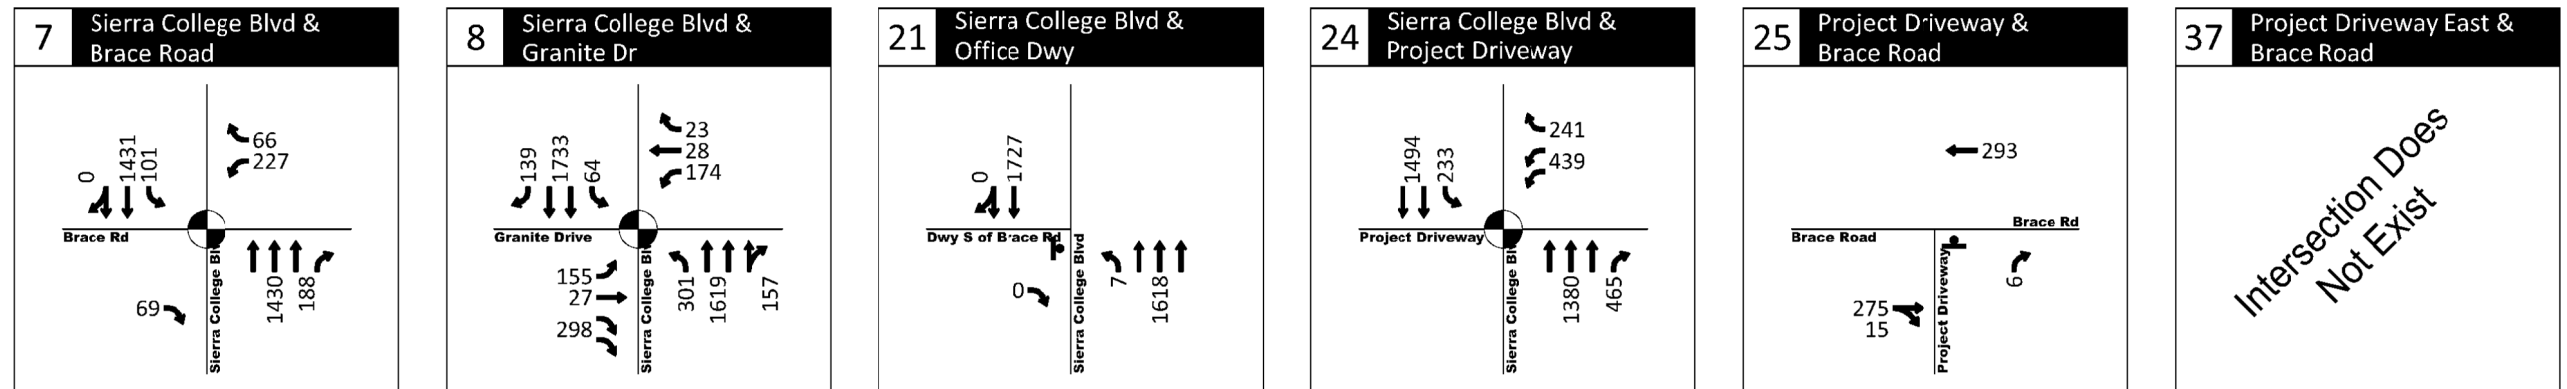 7
Sierra College Blvd &
Brace Road
0
1431
101
66
227
Brace Rd
Sierra College Blvd
69
1430
188
8
Sierra College Blvd &
Granite Dr
139
1733
64
23
28
174
Granite Drive
Sierra College Blvd
155
27
298
301
1619
157
21
Sierra College Blvd &
Office Dwy
0
1727
Dwy S of Brace Rd
Sierra College Blvd
0
7
1618
24
Sierra College Blvd &
Project Driveway
1494
233
241
439
Project Driveway
Sierra College Blvd
1380
465
25
Project Driveway &
Brace Road
293
Brace Road
Brace Rd
Project Driveway
275
15
6
37
Project Driveway East &
Brace Road
Intersection Does
Not Exist